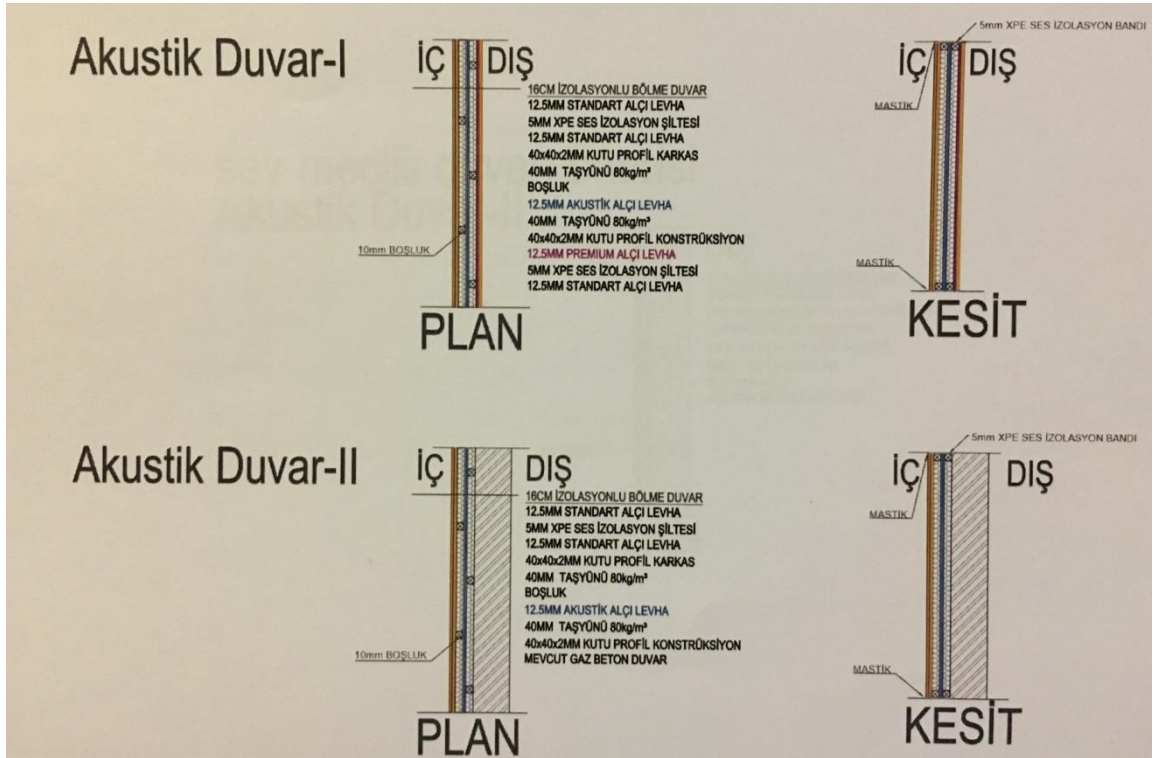 Akustik Duvar-I
İÇ DIŞ
16CM İZOLASYONLU BÖLME DUVAR
12.5MM STANDART ALÇI LEVHA
5MM XPE SES İZOLASYON ŞİLTESİ
12.5MM STANDART ALÇI LEVHA
40x40x2MM KUTU PROFİL KARKAS
40MM TAŞYÜNÜ 80kg/m³
BOŞLUK
12.5MM AKUSTİK ALÇI LEVHA
40MM TAŞYÜNÜ 80kg/m³
40x40x2MM KUTU PROFİL KONSTRÜKSİYON
12.5MM PREMIUM ALÇI LEVHA
5MM XPE SES İZOLASYON ŞİLTESİ
12.5MM STANDART ALÇI LEVHA
10mm BOŞLUK
PLAN
5mm XPE SES İZOLASYON BANDI
İÇ DIŞ
MASTİK
MASTİK
KESİT
Akustik Duvar-II
İÇ DIŞ
16CM İZOLASYONLU BÖLME DUVAR
12.5MM STANDART ALÇI LEVHA
5MM XPE SES İZOLASYON ŞİLTESİ
12.5MM STANDART ALÇI LEVHA
40x40x2MM KUTU PROFİL KARKAS
40MM TAŞYÜNÜ 80kg/m³
BOŞLUK
12.5MM AKUSTİK ALÇI LEVHA
40MM TAŞYÜNÜ 80kg/m³
40x40x2MM KUTU PROFİL KONSTRÜKSİYON
MEVCUT GAZ BETON DUVAR
10mm BOŞLUK
PLAN
5mm XPE SES İZOLASYON BANDI
İÇ DIŞ
MASTİK
MASTİK
KESİT